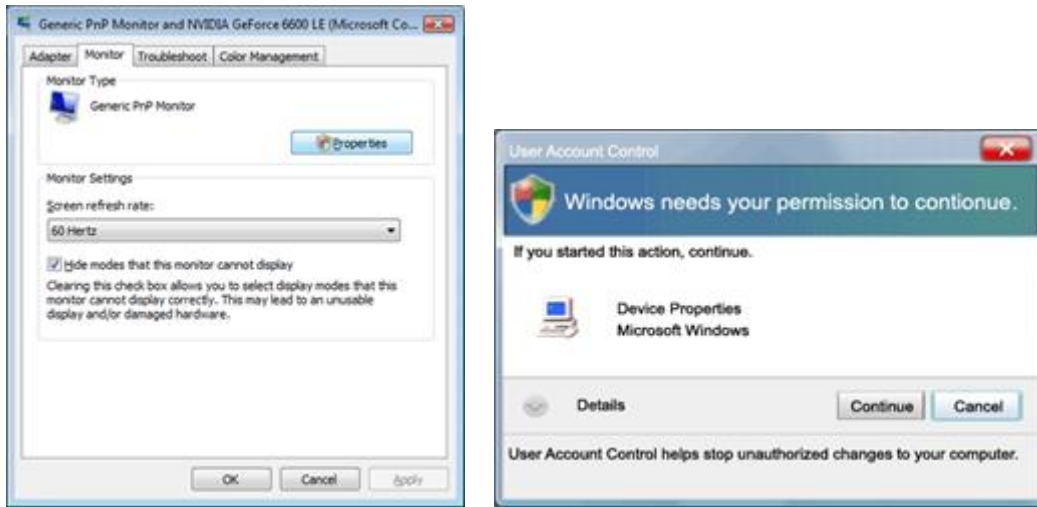 Generic PnP Monitor and NVIDIA GeForce 6600 LE (Microsoft Co...
Adapter Monitor Troubleshoot Color Management
Monitor Type
Generic PnP Monitor
Properties
Monitor Settings
Screen refresh rate:
60 Hertz
Hide modes that this monitor cannot display
Clearing this check box allows you to select display modes that this
monitor cannot display correctly. This may lead to an unusable
display and/or damaged hardware.
OK Cancel Apply
User Account Control
Windows needs your permission to contionue.
If you started this action, continue.
Device Properties
Microsoft Windows
Details Continue Cancel
User Account Control helps stop unauthorized changes to your computer.